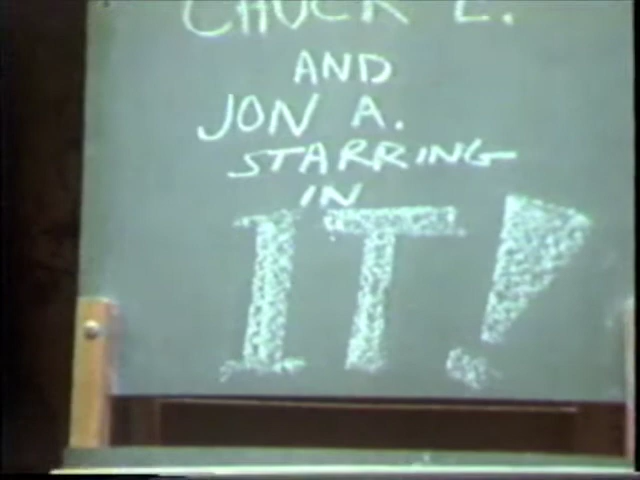 CHUCK E.
AND
JON A.
STARRING
IN
IT!